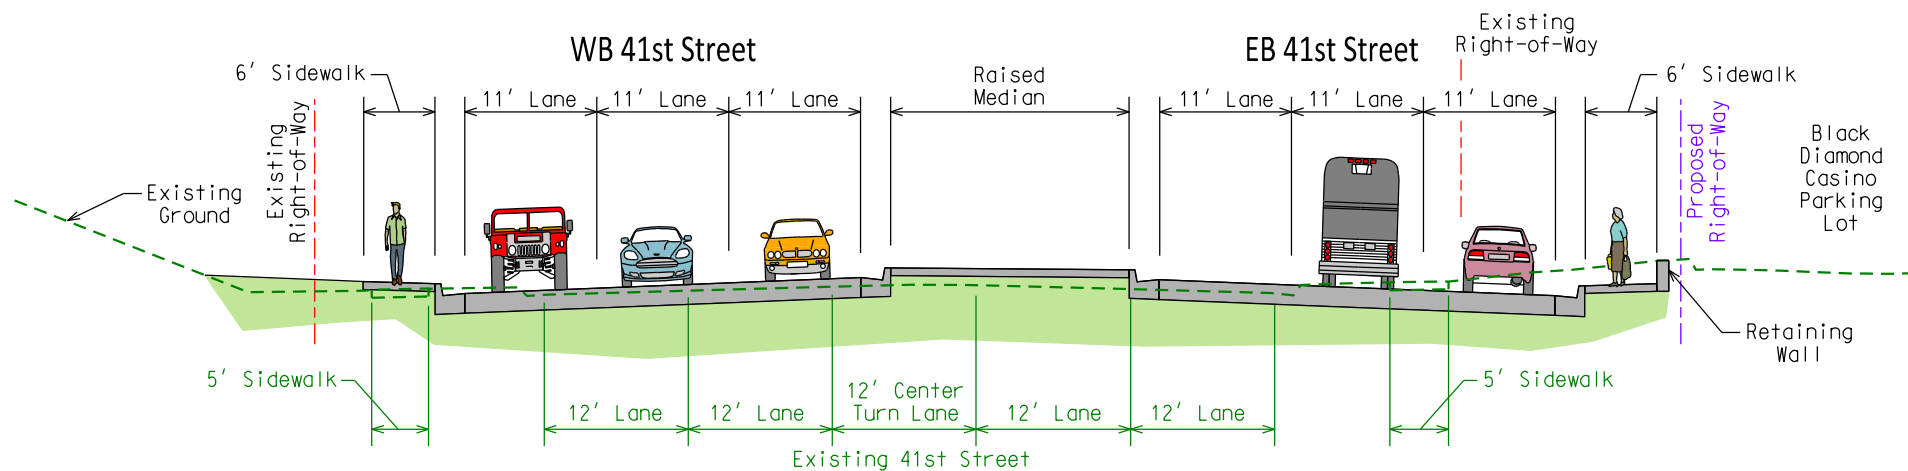 WB 41st Street
EB 41st Street
Existing
Right-of-Way
6' Sidewalk
11' Lane
11' Lane
11' Lane
Raised
Median
11' Lane
11' Lane
11' Lane
6' Sidewalk
Existing
Right-of-Way
Proposed
Right-of-Way
Black
Diamond
Casino
Parking
Lot
Existing
Ground
Retaining
Wall
5' Sidewalk
12' Lane
12' Lane
12' Center
Turn Lane
12' Lane
12' Lane
5' Sidewalk
Existing 41st Street